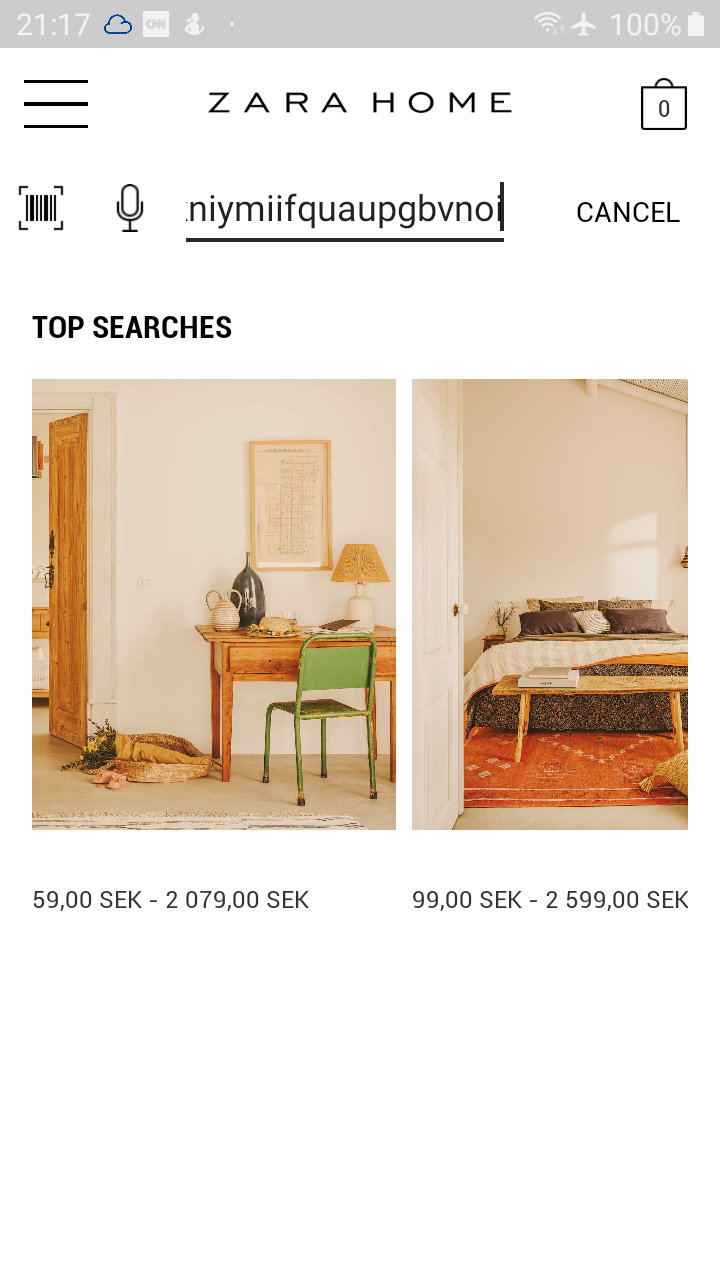 21:17
CNN
100%
ZARA HOME
0
niymiifquaupgbvnoi
CANCEL
TOP SEARCHES
59,00 SEK - 2 079,00 SEK
99,00 SEK - 2 599,00 SEK